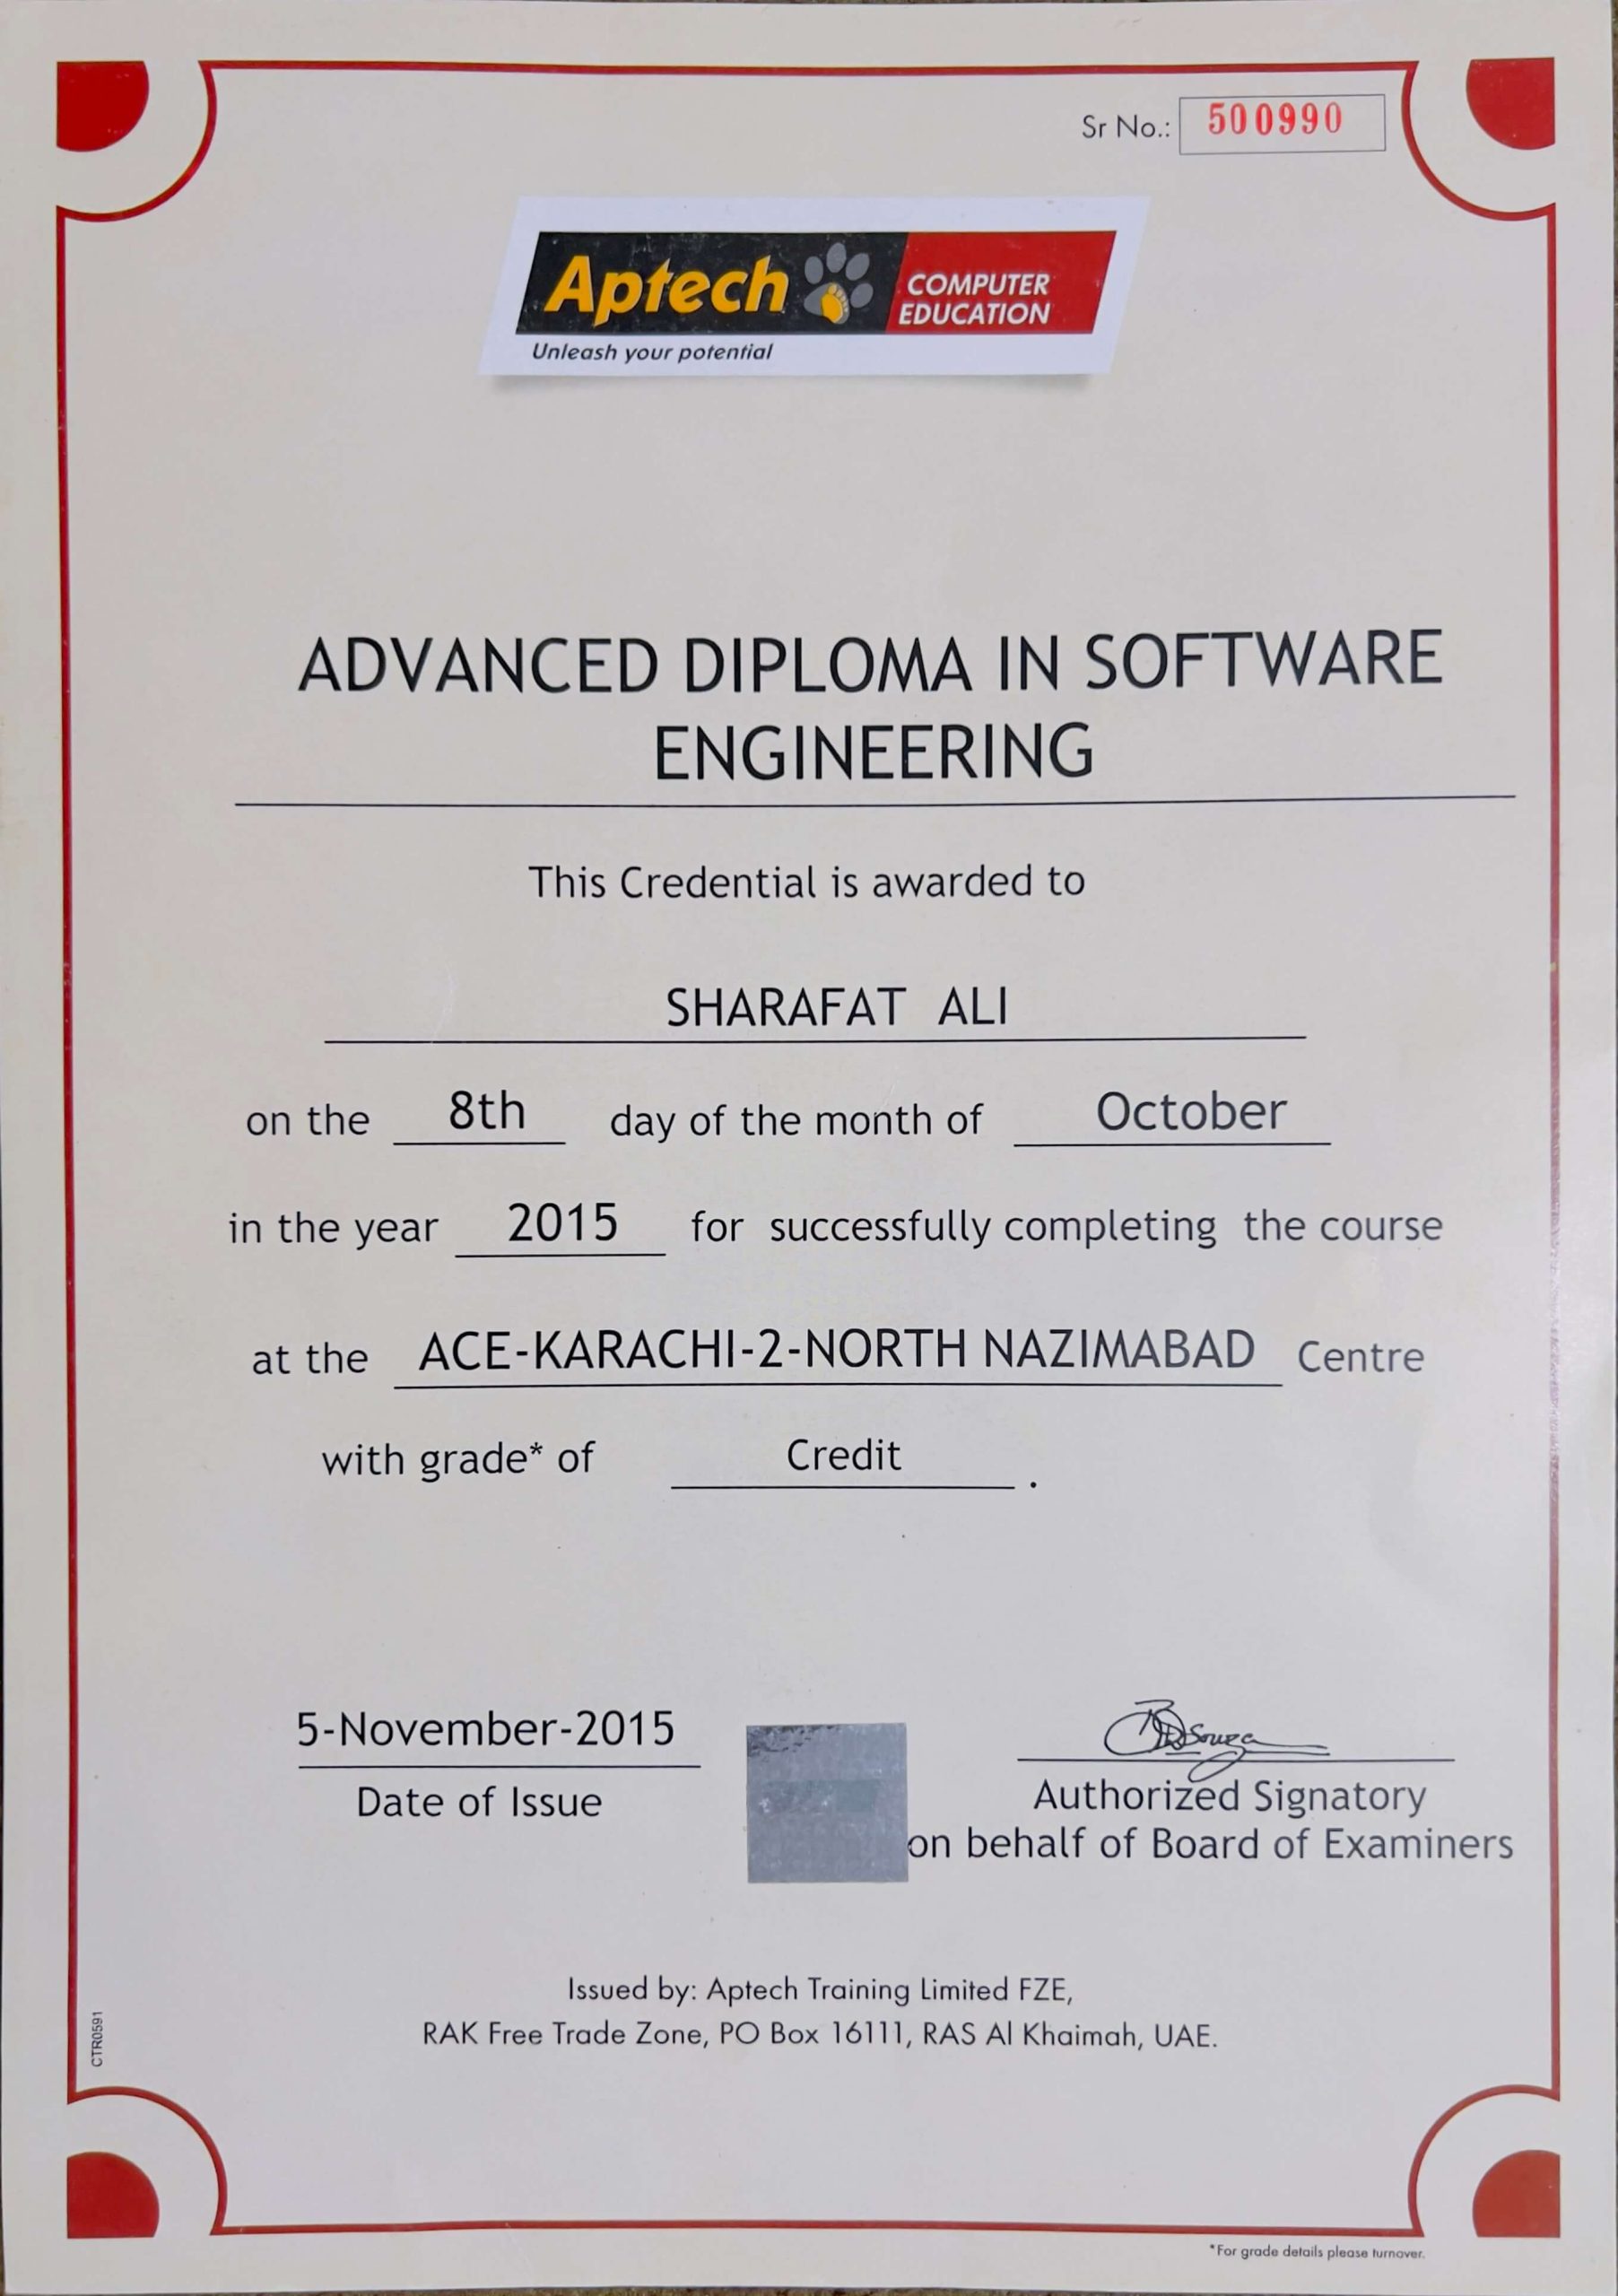 Sr No.: 500990
Aptech COMPUTER EDUCATION
Unleash your potential
ADVANCED DIPLOMA IN SOFTWARE
ENGINEERING
This Credential is awarded to
SHARAFAT ALI
on the 8th day of the month of October
in the year 2015 for successfully completing the course
at the ACE-KARACHI-2-NORTH NAZIMABAD Centre
with grade* of Credit .
5-November-2015
Date of Issue
Authorized Signatory
on behalf of Board of Examiners
Issued by: Aptech Training Limited FZE,
RAK Free Trade Zone, PO Box 16111, RAS Al Khaimah, UAE.
CTR0591
*For grade details please turnover.